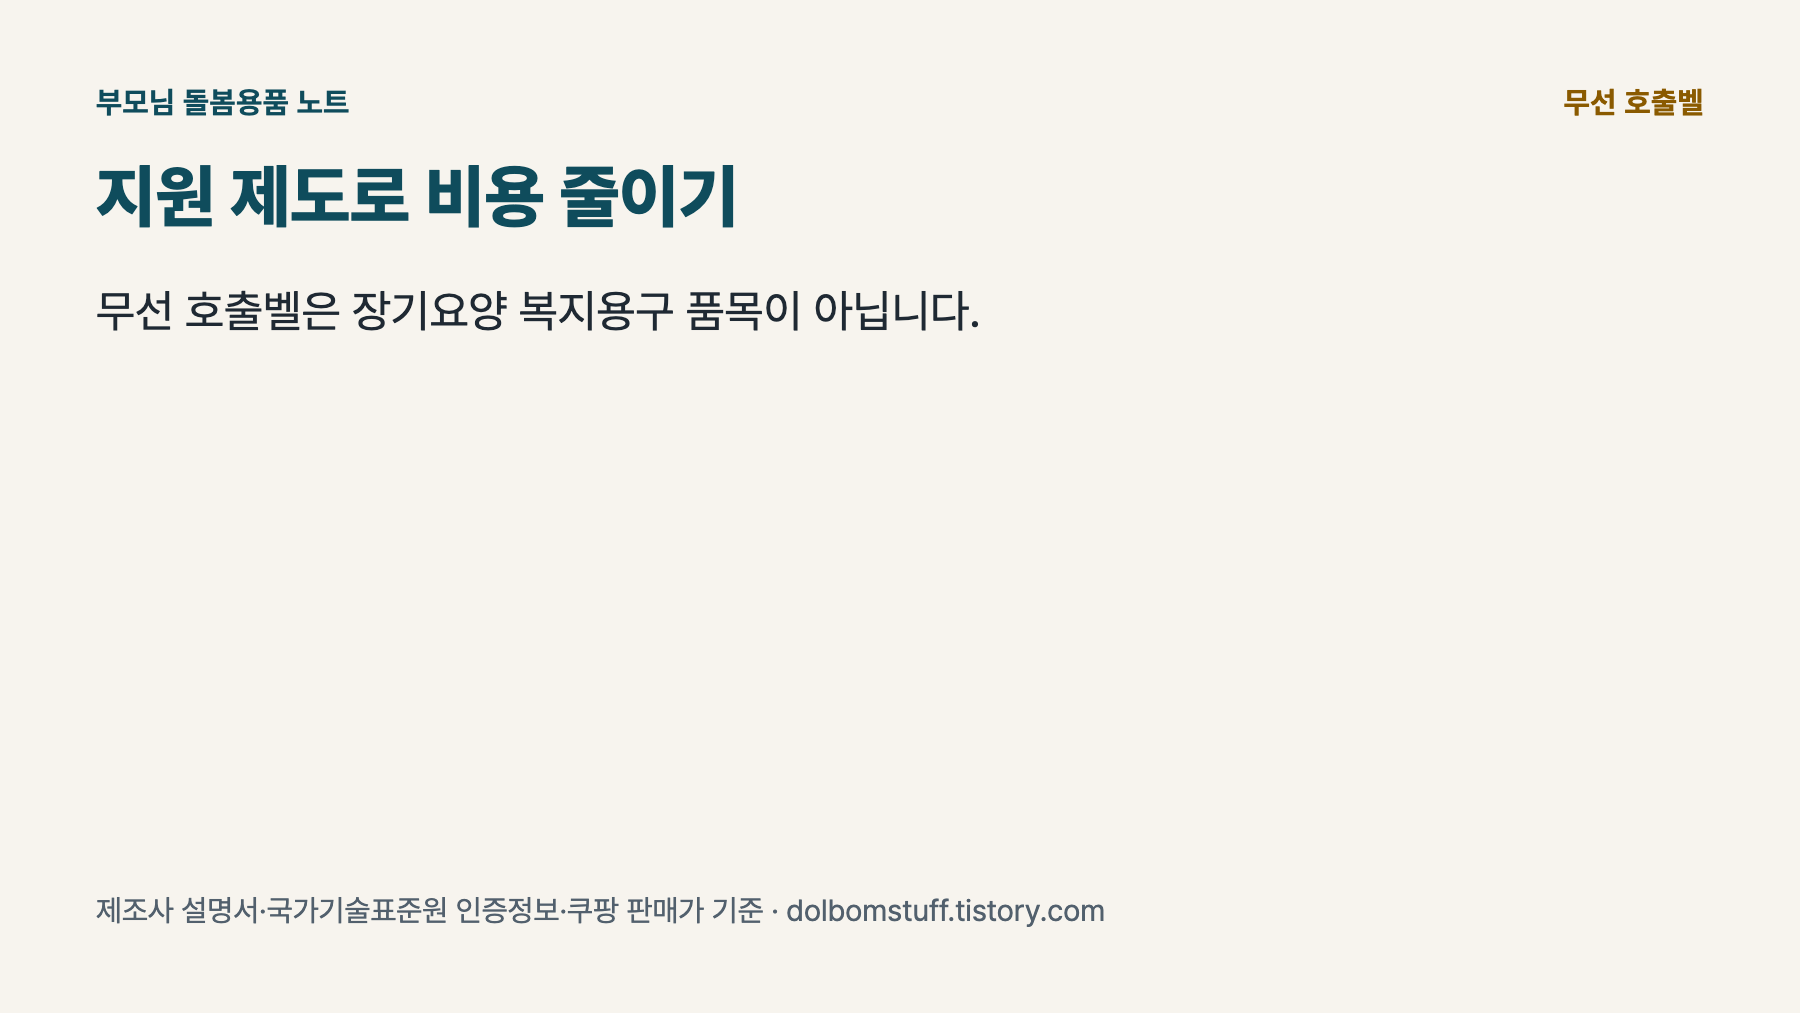 부모님 돌봄용품 노트
무선 호출벨
지원 제도로 비용 줄이기
무선 호출벨은 장기요양 복지용구 품목이 아닙니다.
제조사 설명서·국가기술표준원 인증정보·쿠팡 판매가 기준 · dolbomstuff.tistory.com